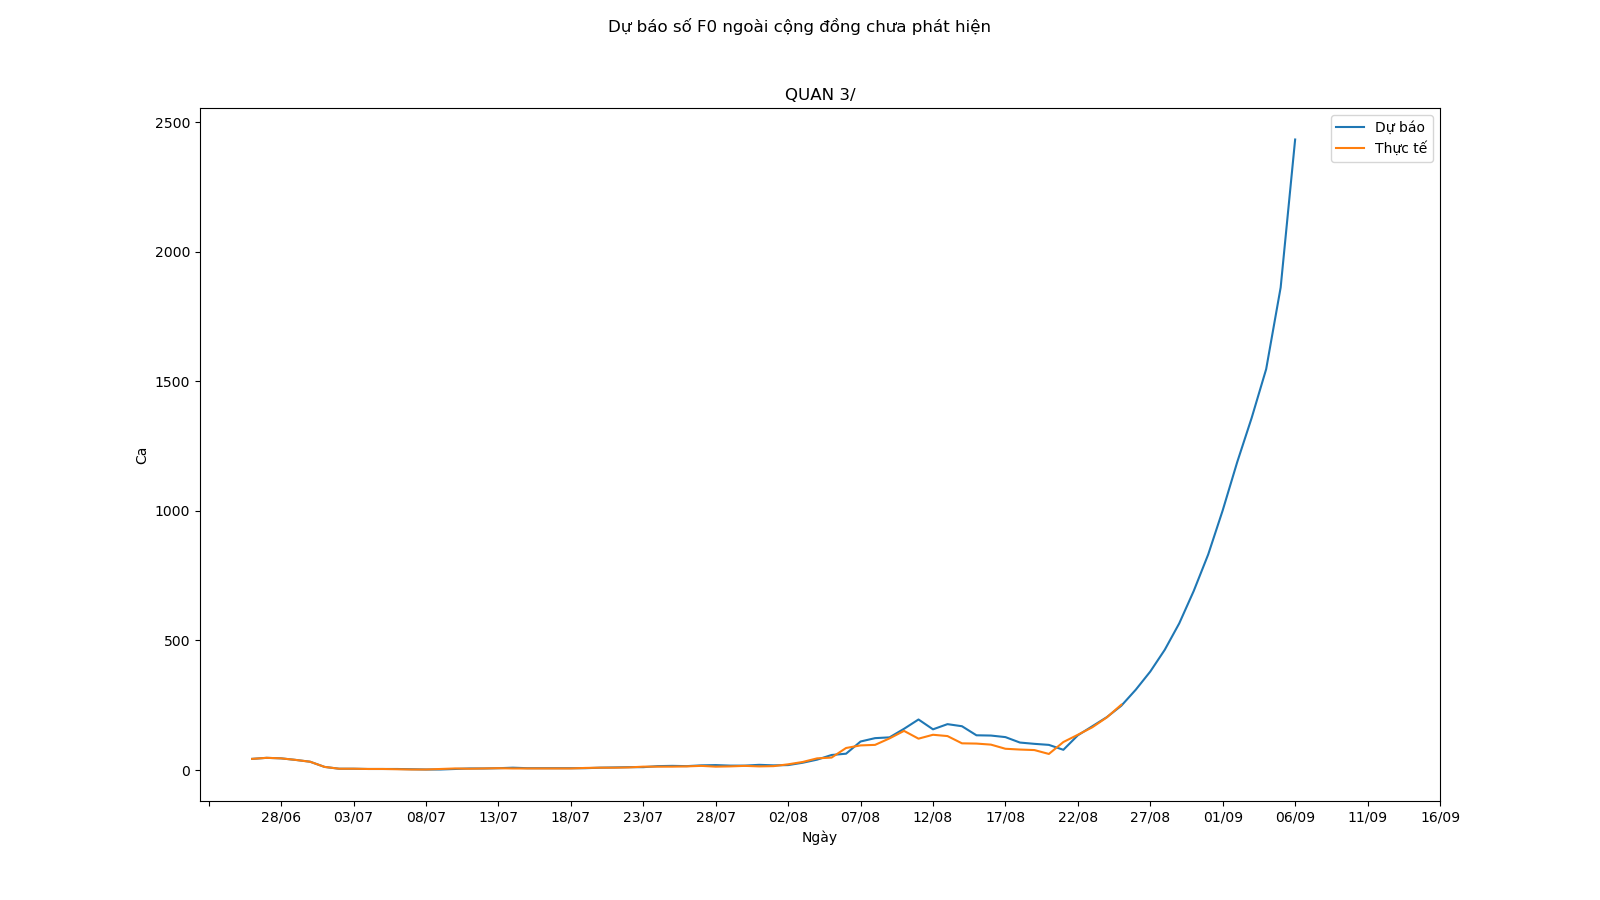 Dự báo số F0 ngoài cộng đồng chưa phát hiện
QUAN 3/
2500
2000
1500
1000
500
0
Ca
Dự báo
Thực tế
28/06 03/07 08/07 13/07 18/07 23/07 28/07 02/08 07/08 12/08 17/08 22/08 27/08 01/09 06/09 11/09 16/09
Ngày